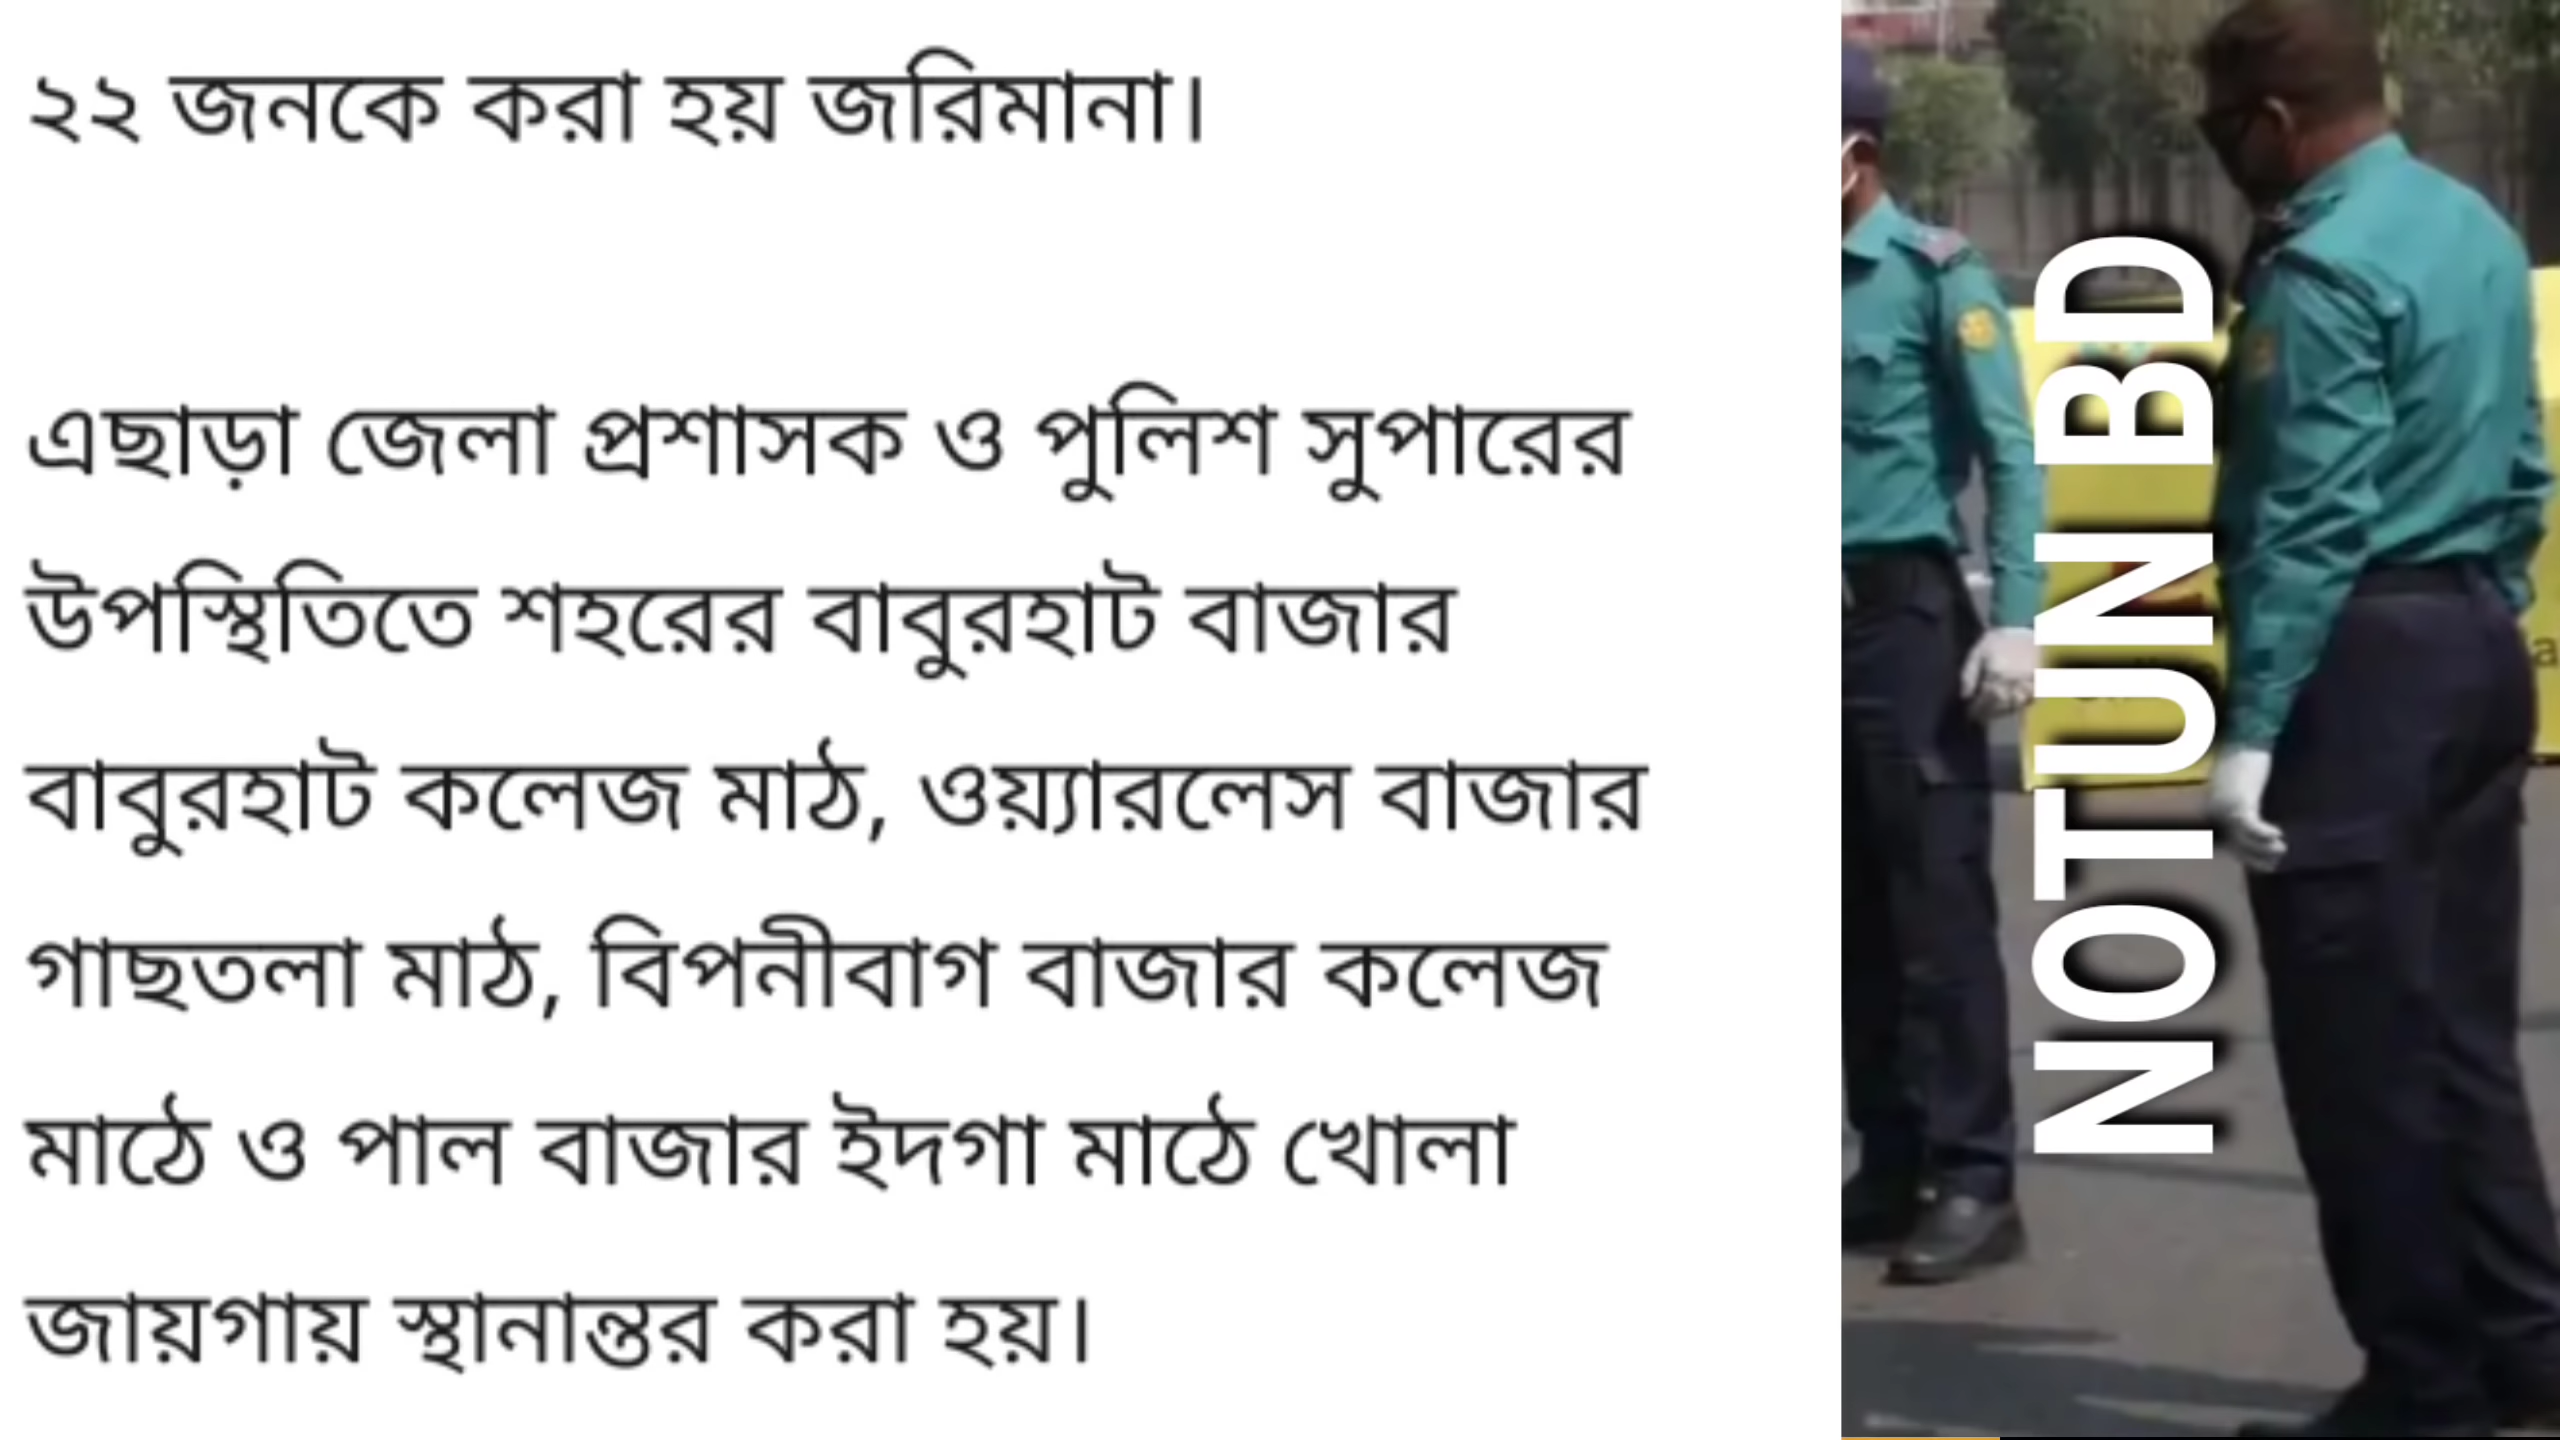 ২২ জনকে করা হয় জরিমানা।
এছাড়া জেলা প্রশাসক ও পুলিশ সুপারের
উপস্থিতিতে শহরের বাবুরহাট বাজার
বাবুরহাট কলেজ মাঠ, ওয়্যারলেস বাজার
গাছতলা মাঠ, বিপনীবাগ বাজার কলেজ
মাঠে ও পাল বাজার ইদগা মাঠে খোলা
জায়গায় স্থানান্তর করা হয়।
NOTUN BD